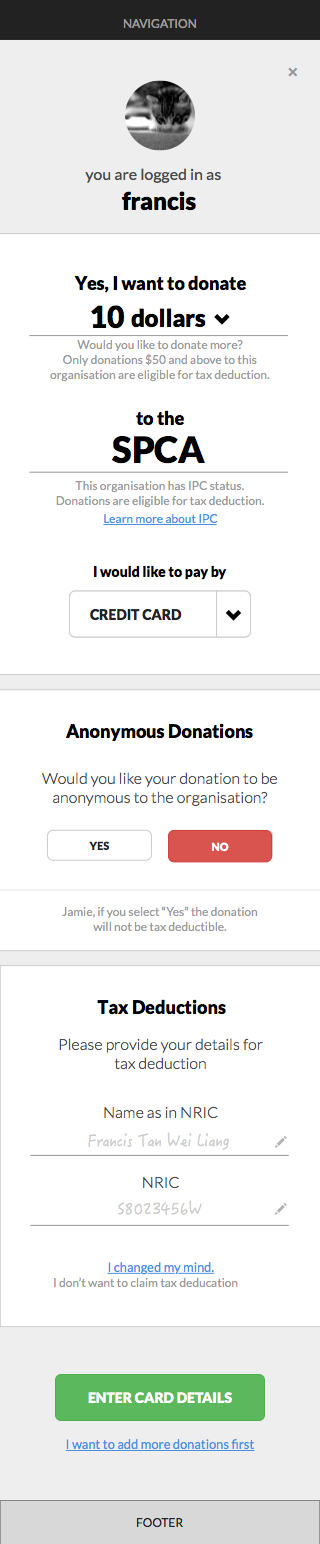 NAVIGATION
×
you are logged in as
francis
Yes, I want to donate
10 dollars
Would you like to donate more?
Only donations $50 and above to this
organisation are eligible for tax deduction.
to the
SPCA
This organisation has IPC status.
Donations are eligible for tax deduction.
Learn more about IPC
I would like to pay by
CREDIT CARD
Anonymous Donations
Would you like your donation to be
anonymous to the organisation?
YES NO
Jamie, if you select “Yes” the donation
will not be tax deductible.
Tax Deductions
Please provide your details for
tax deduction
Name as in NRIC
Francis Tan Wei Liang
NRIC
S8023456W
I changed my mind.
I don't want to claim tax deducation
ENTER CARD DETAILS
I want to add more donations first
FOOTER